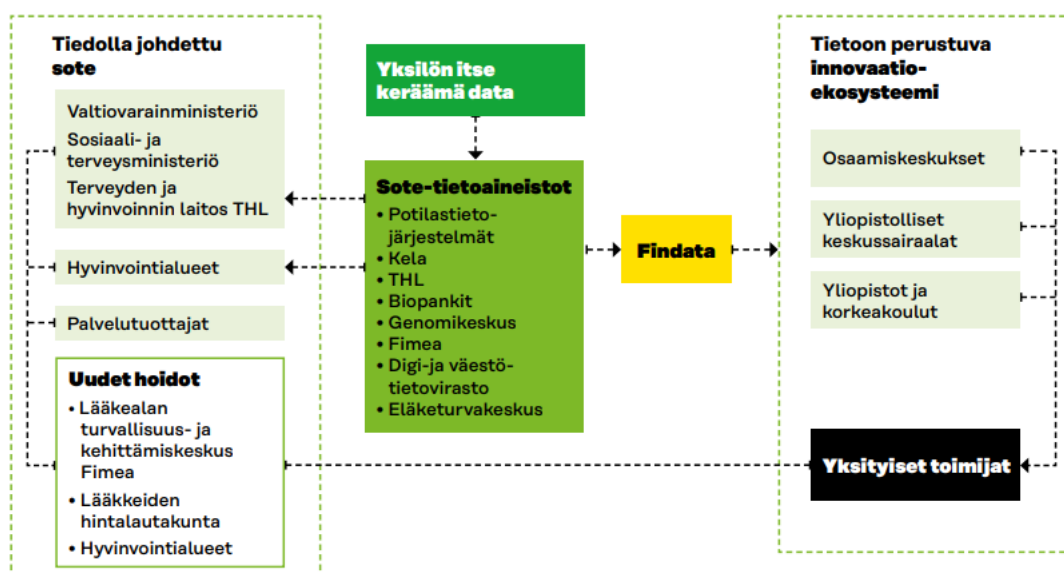 Tiedolla johdettu
sote
Valtiovarainministeriö
Sosiaali- ja
terveysministeriö
Terveyden ja
hyvinvoinnin laitos THL
Hyvinvointialueet
Palvelutuottajat
Uudet hoidot
• Lääkealan
turvallisuus- ja
kehittämiskeskus
Fimea
• Lääkkeiden
hintalautakunta
• Hyvinvointialueet
Yksilön itse
keräämä data
Sote-tietoaineistot
• Potilastieto-
järjestelmät
• Kela
• THL
• Biopankit
• Genomikeskus
• Fimea
• Digi-ja väestö-
tietovirasto
• Eläketurvakeskus
Findata
Tietoon perustuva
innovaatio-
ekosysteemi
Osaamiskeskukset
Yliopistolliset
keskussairaalat
Yliopistot ja
korkeakoulut
Yksityiset toimijat